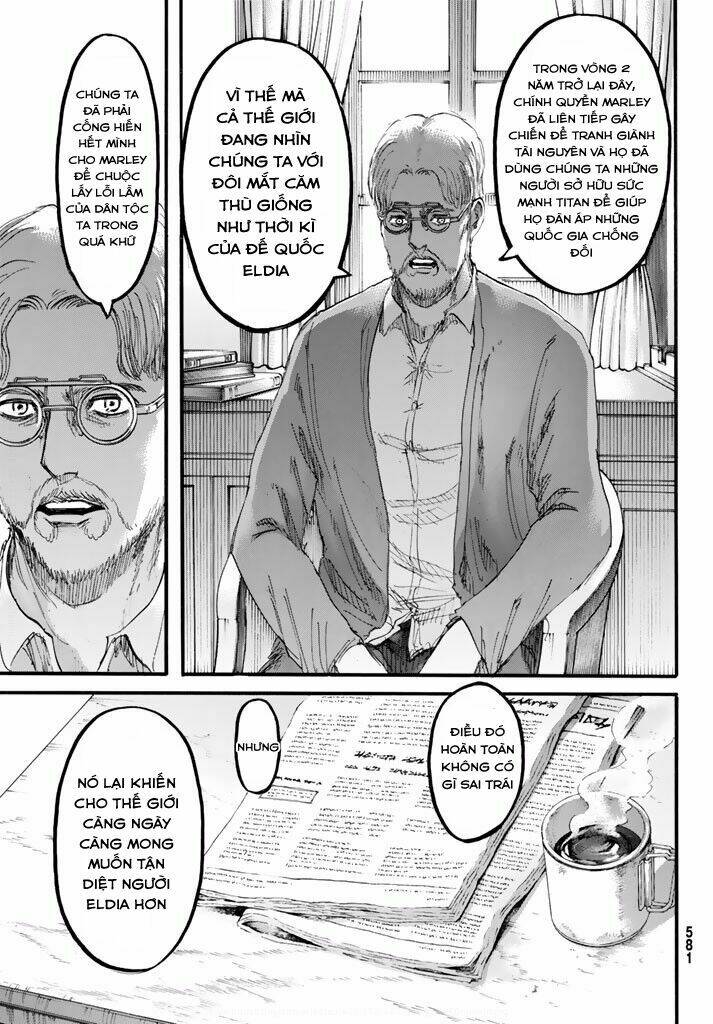 TRONG VÒNG 2
NĂM TRỞ LẠI ĐÂY,
CHÍNH QUYỀN MARLEY
ĐÃ LIÊN TIẾP GÂY
CHIẾN ĐỂ TRANH GIÀNH
TÀI NGUYÊN VÀ HỌ ĐÃ
DÙNG CHÚNG TA NHỮNG
NGƯỜI SỞ HỮU SỨC
MẠNH TITAN ĐỂ GIÚP
HỌ ĐÀN ÁP NHỮNG
QUỐC GIA CHỐNG
ĐỐI
VÌ THẾ MÀ
CẢ THẾ GIỚI
ĐANG NHÌN
CHÚNG TA VỚI
ĐÔI MẮT CĂM
THÙ GIỐNG
NHƯ THỜI KÌ
CỦA ĐẾ QUỐC
ELDIA
CHÚNG TA
ĐÃ PHẢI
CỐNG HIẾN
HẾT MÌNH
CHO MARLEY
ĐỂ CHUỘC
LẤY LỖI LẦM
CỦA DÂN TỘC
TA TRONG
QUÁ KHỨ
ĐIỀU ĐÓ
HOÀN TOÀN
KHÔNG CÓ
GÌ SAI TRÁI
NHƯNG
NÓ LẠI KHIẾN
CHO THẾ GIỚI
CÀNG NGÀY
CÀNG MONG
MUỐN TẬN
DIỆT NGƯỜI
ELDIA HƠN
581